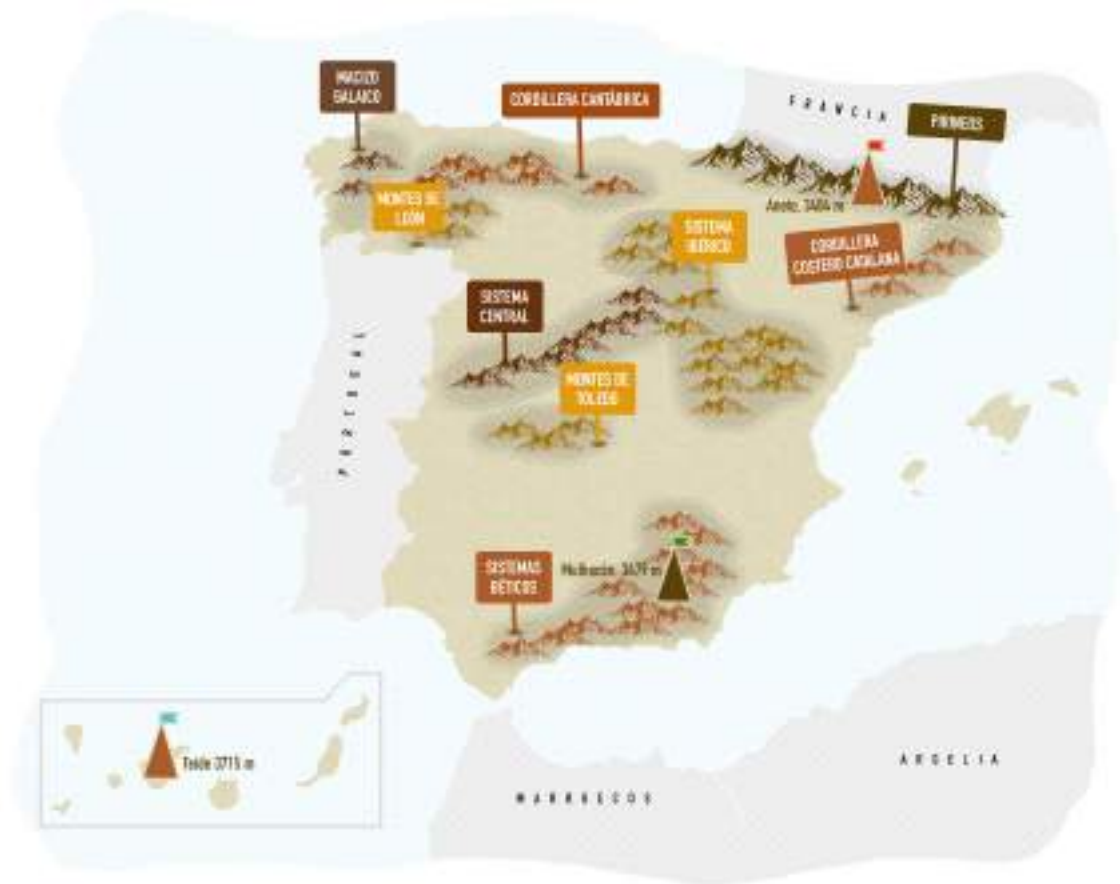 MACIZO
GALAICO
CORDILLERA CANTÁBRICA
FRANCIA
PIRINEOS
MONTES DE
LEÓN
Aneto, 3404 m
SISTEMA
IBÉRICO
CORDILLERA
COSTERO CATALANA
SISTEMA
CENTRAL
PORTUGAL
MONTES DE
TOLEDO
SISTEMAS
BÉTICOS
Mulhacén, 3479 m
Teide 3715 m
MARRUECOS
ARGELIA